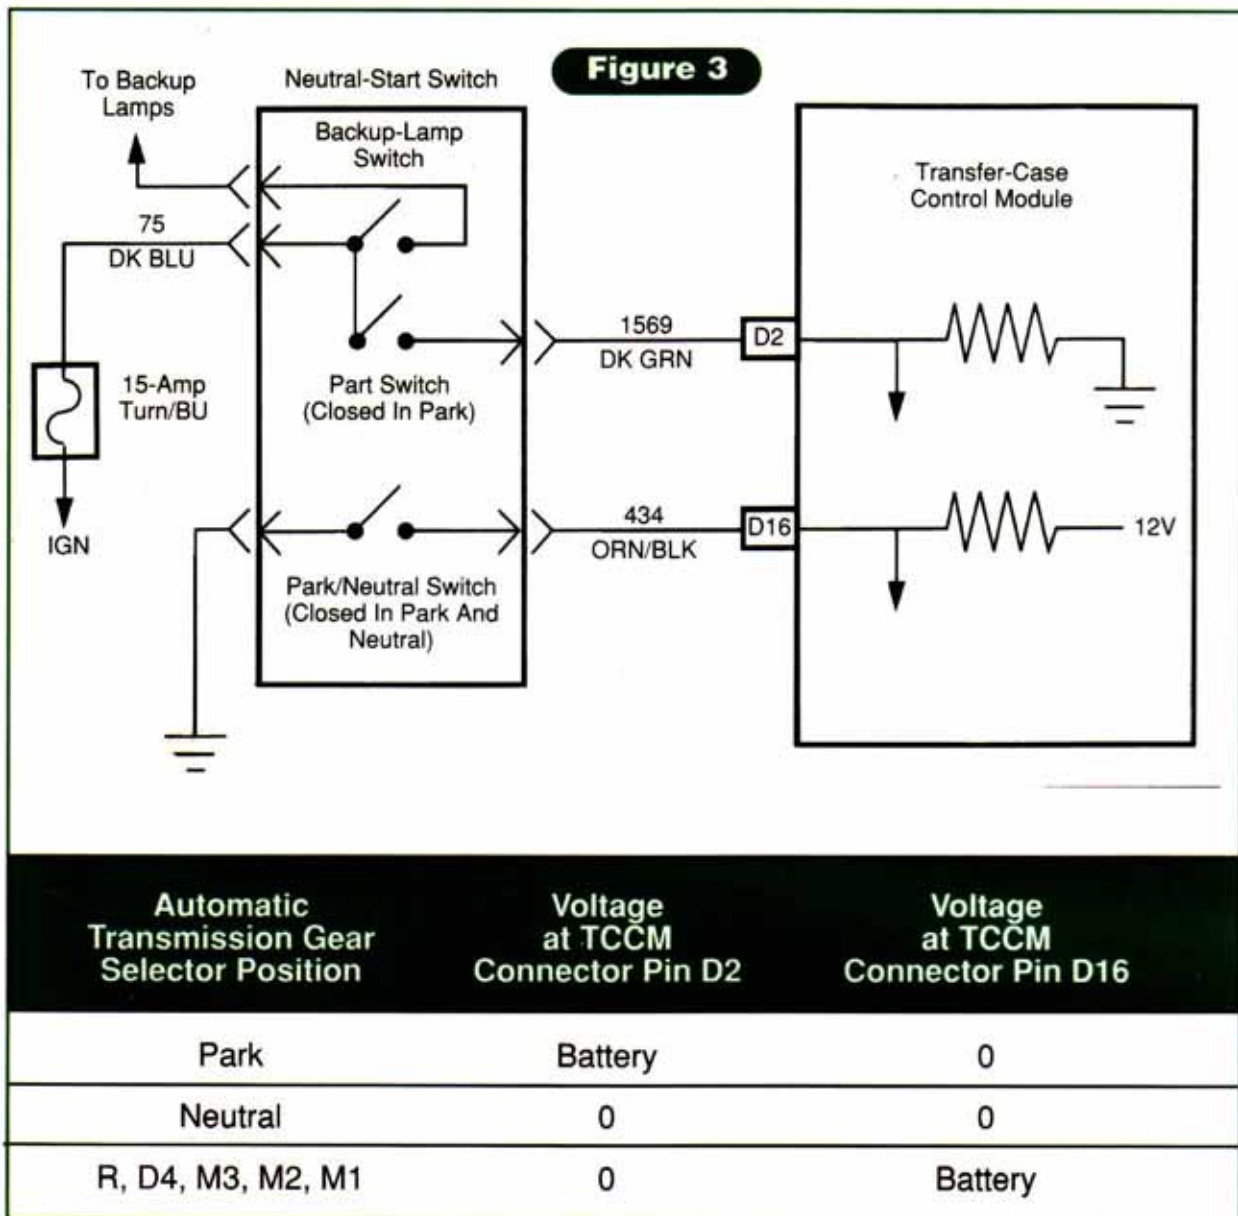 Figure 3
To Backup
Lamps
Neutral-Start Switch
Backup-Lamp
Switch
Transfer-Case
Control Module
75
DK BLU
1569
DK GRN
D2
15-Amp
Turn/BU
Part Switch
(Closed In Park)
IGN
434
ORN/BLK
D16
12V
Park/Neutral Switch
(Closed In Park And
Neutral)
Automatic
Transmission Gear
Selector Position
Voltage
at TCCM
Connector Pin D2
Voltage
at TCCM
Connector Pin D16
Park Battery 0
Neutral 0 0
R, D4, M3, M2, M1 0 Battery